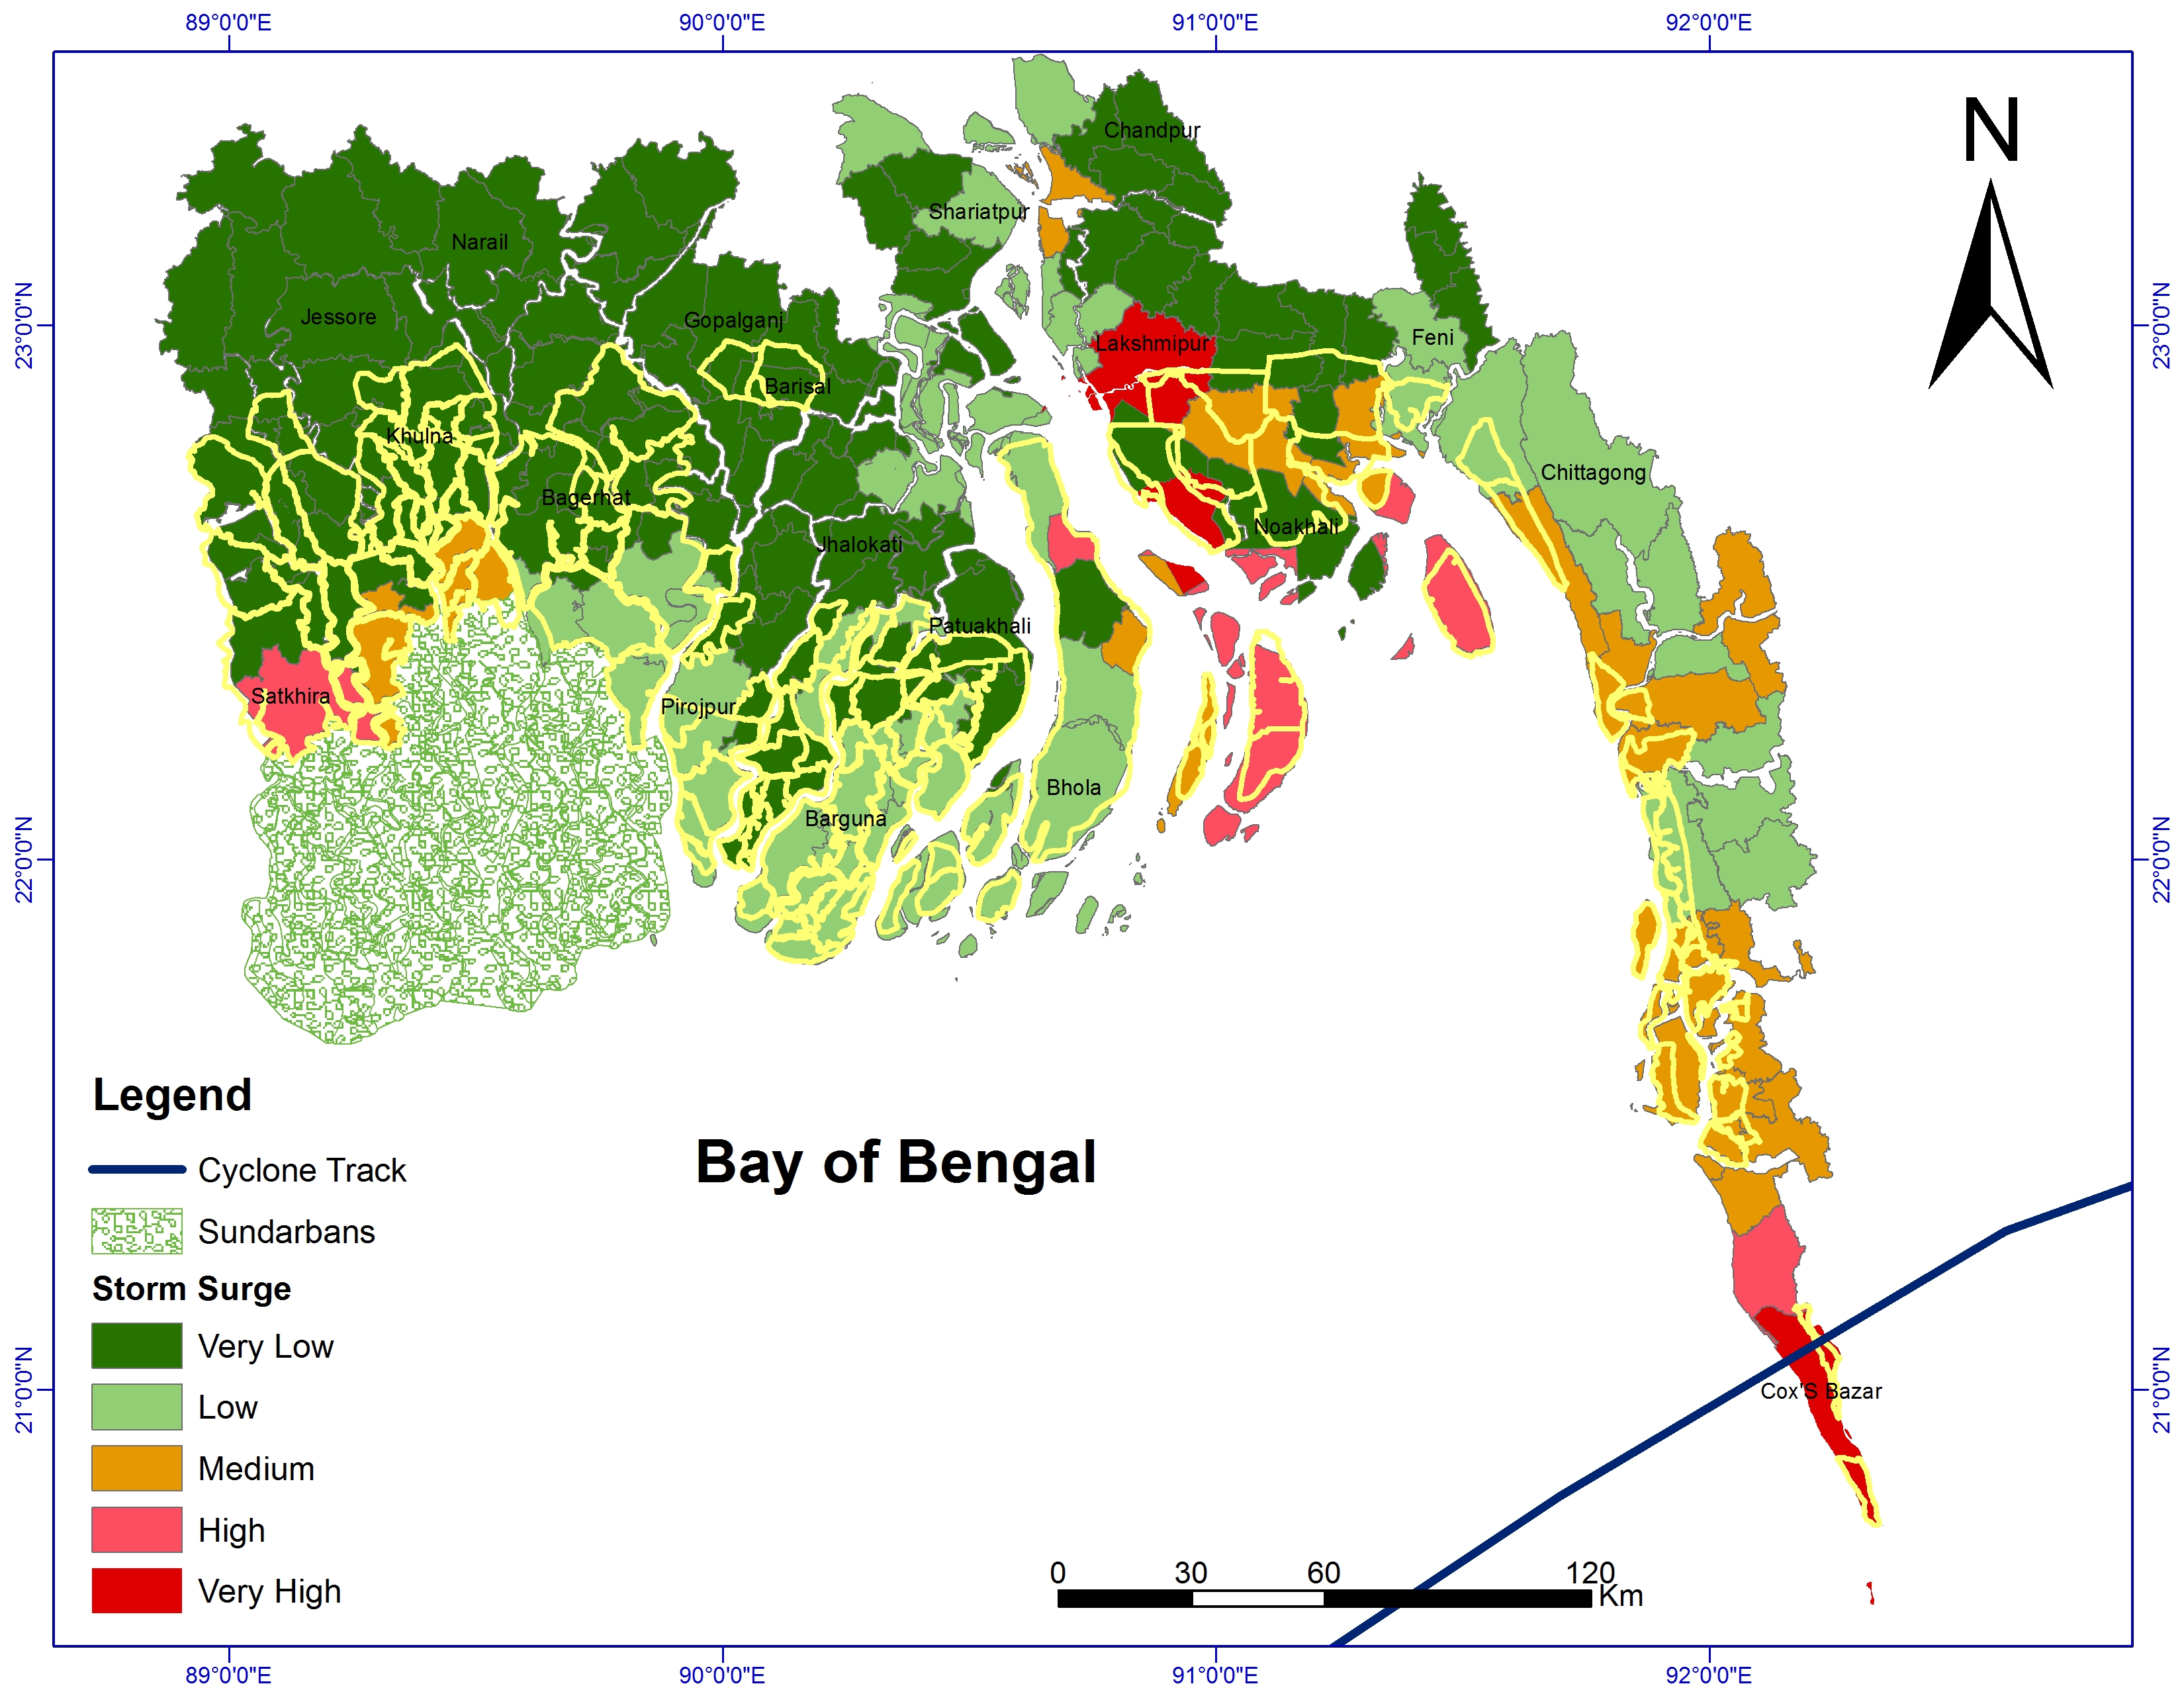 89°0'0"E
90°0'0"E
91°0'0"E
92°0'0"E
N
Chandpur
Shariatpur
Narail
Jessore
Gopalganj
Feni
Lakshmipur
23°0'0"N
23°0'0"N
Barisal
Khulna
Chittagong
Bagerhat
Noakhali
Jhalokati
Patuakhali
Satkhira
Pirojpur
Bhola
Barguna
22°0'0"N
22°0'0"N
Legend
Bay of Bengal
Cyclone Track
Sundarbans
Storm Surge
Very Low
Low
Medium
High
Very High
Cox'S Bazar
21°0'0"N
21°0'0"N
0 30 60 120
Km
89°0'0"E
90°0'0"E
91°0'0"E
92°0'0"E